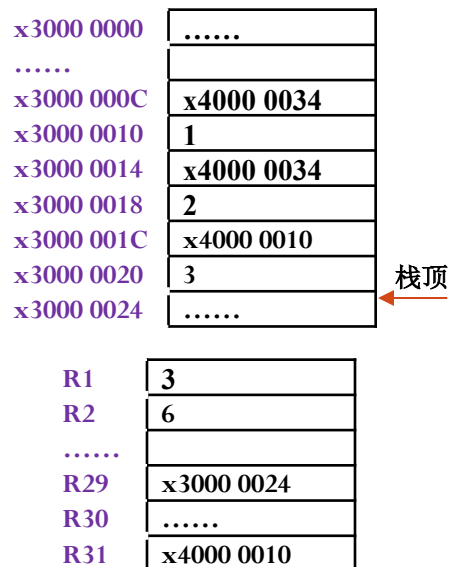 x3000 0000 ……
……
x3000 000C x4000 0034
x3000 0010 1
x3000 0014 x4000 0034
x3000 0018 2
x3000 001C x4000 0010
x3000 0020 3
栈顶
x3000 0024 ……
R1 3
R2 6
……
R29 x3000 0024
R30 ……
R31 x4000 0010